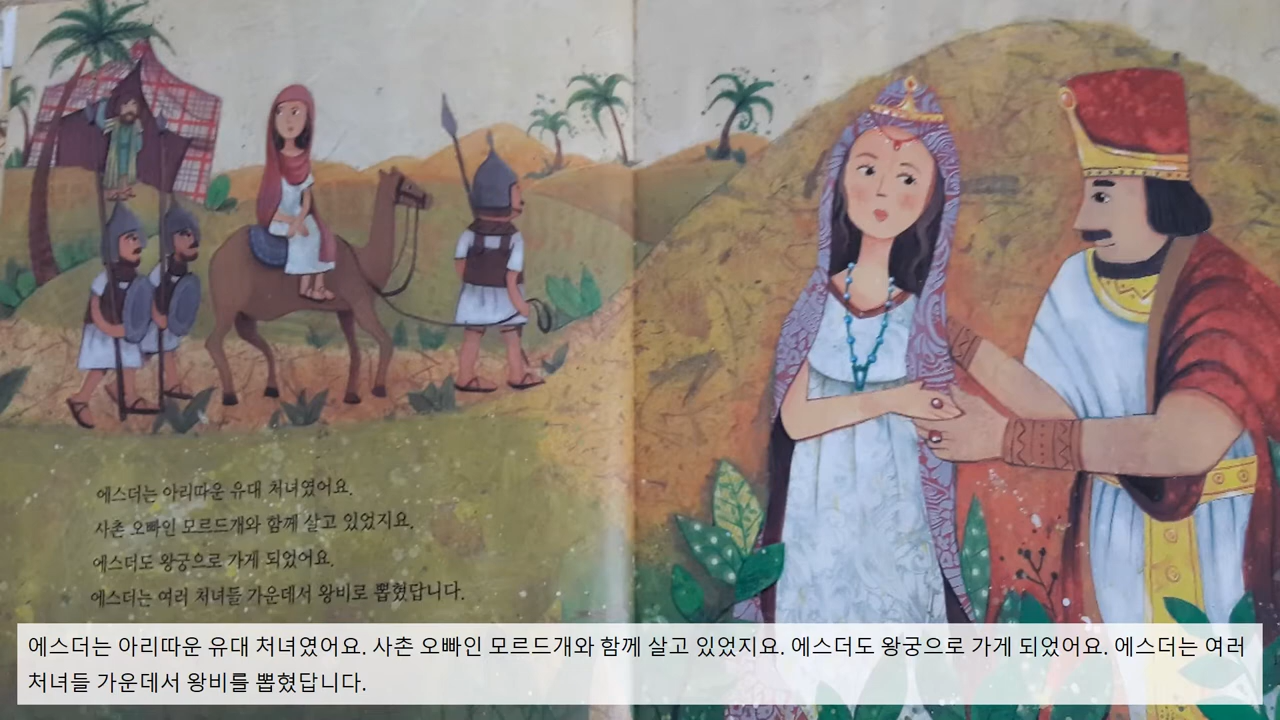 에스더는 아리따운 유대 처녀였어요.
사촌 오빠인 모르드개와 함께 살고 있었지요.
에스더도 왕궁으로 가게 되었어요.
에스더는 여러 처녀들 가운데서 왕비로 뽑혔답니다.
에스더는 아리따운 유대 처녀였어요. 사촌 오빠인 모르드개와 함께 살고 있었지요. 에스더도 왕궁으로 가게 되었어요. 에스더는 여러
처녀들 가운데서 왕비를 뽑혔답니다.